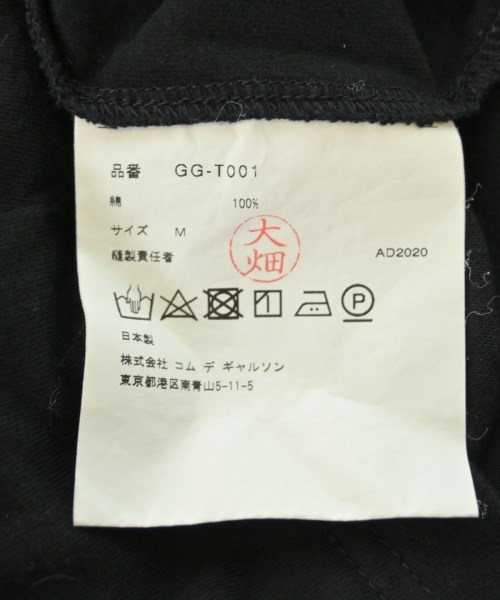 品番 GG-T001
綿 100%
サイズ M
縫製責任者 大畑 AD2020
日本製
株式会社 コム デ ギャルソン
東京都港区南青山5-11-5